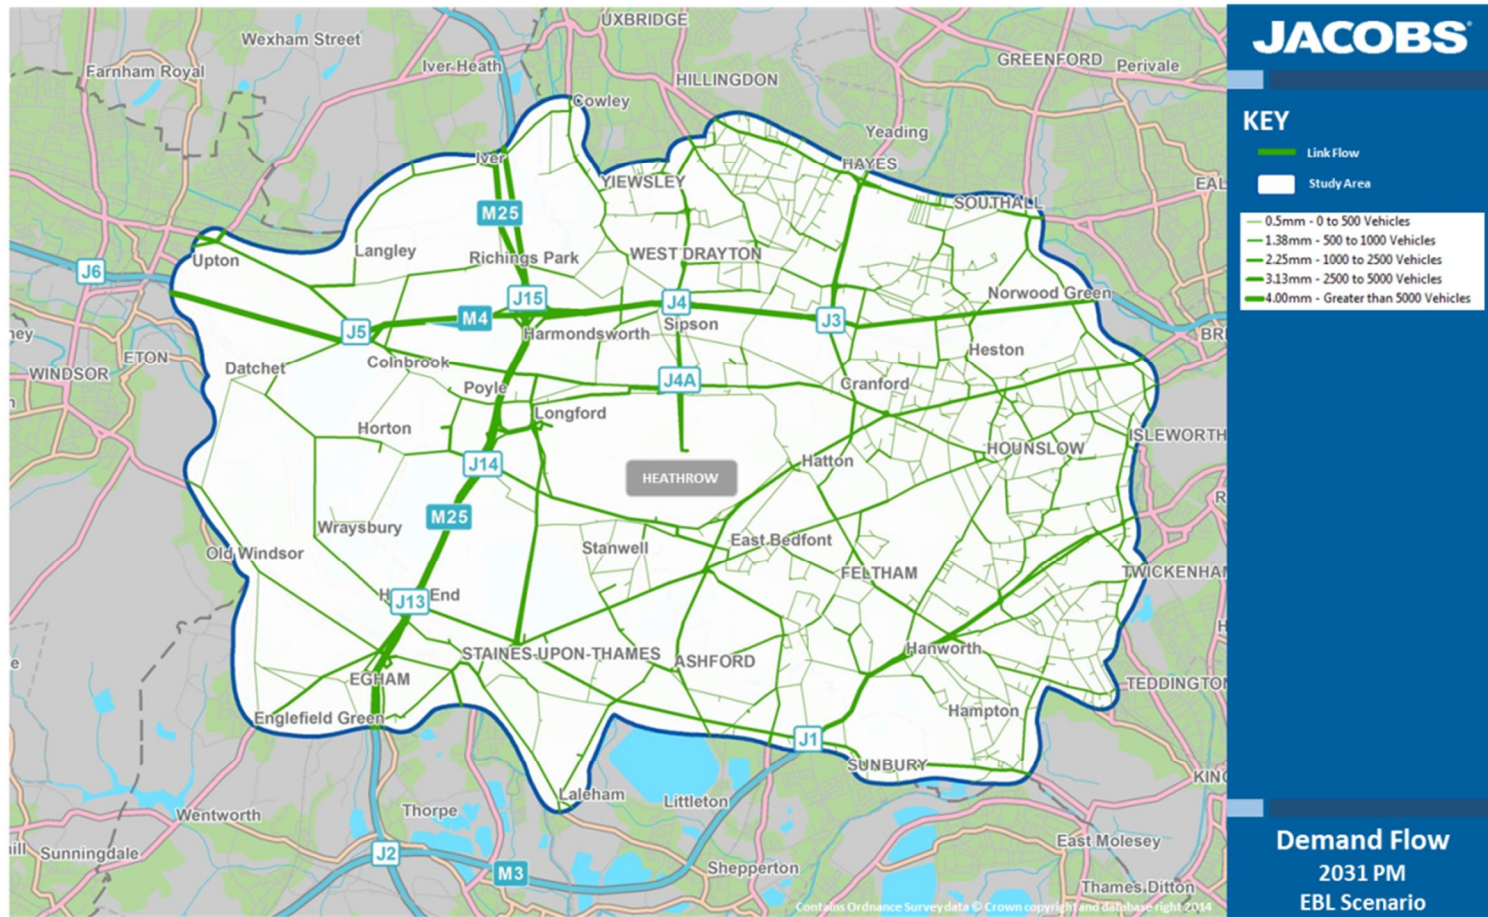 UXBRIDGE
Wexham Street
Iver Heath
Farnham Royal
HILLINGDON
GREENFORD
Perivale
Cowley
Yeading
Iver
HAYES
YIEWSLEY
EAL
SOUTHALL
M25
Langley
Richings Park
WEST DRAYTON
Upton
J6
J15
J4
Norwood Green
M4
J3
J5
Harmondsworth
Sipson
ney
BRE
ETON
Heston
Datchet
Colnbrook
WINDSOR
Poyle
J4A
Cranford
Longford
Horton
ISLEWORTH
HOUNSLOW
J14
Hatton
HEATHROW
R
M25
Wraysbury
Old Windsor
Stanwell
East Bedfont
FELTHAM
TWICKENHAM
J13
End
H
STAINES-UPON-THAMES
ASHFORD
Hanworth
EGHAM
TEDDINGTON
Englefield Green
Hampton
J1
SUNBURY
KING
Laleham
Littleton
Thorpe
Wentworth
East Molesey
ill
Sunningdale
J2
M3
Shepperton
Thames Ditton
Contains Ordnance Survey data © Crown copyright and database right 2014
JACOBS
KEY
Link Flow
Study Area
0.5mm - 0 to 500 Vehicles
1.38mm - 500 to 1000 Vehicles
2.25mm - 1000 to 2500 Vehicles
3.13mm - 2500 to 5000 Vehicles
4.00mm - Greater than 5000 Vehicles
Demand Flow
2031 PM
EBL Scenario